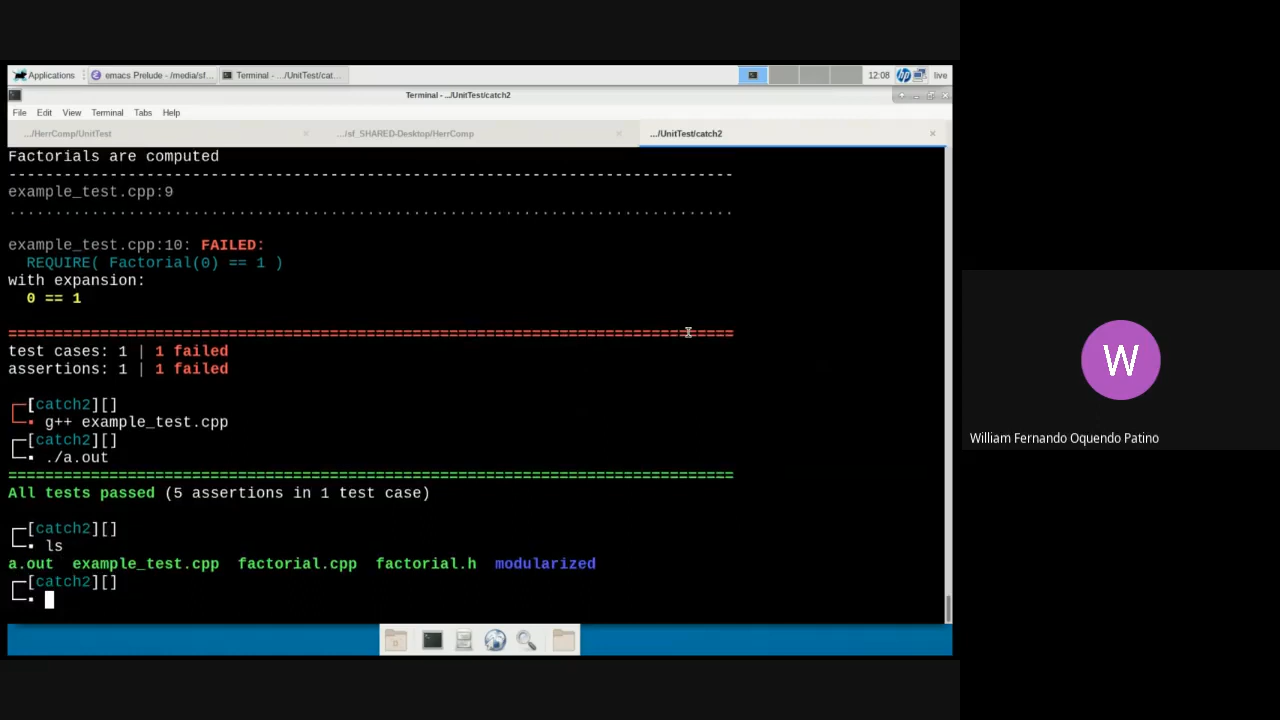 Applications
emacs Prelude - /media/sf...
Terminal - .../UnitTest/cat...
12:08
hp
live
Terminal - .../UnitTest/catch2
File Edit View Terminal Tabs Help
.../HerrComp/UnitTest
.../sf_SHARED-Desktop/HerrComp
.../UnitTest/catch2
Factorials are computed
-------------------------------------------------------------------------------
example_test.cpp:9
...............................................................................
example_test.cpp:10: FAILED:
REQUIRE( Factorial(0) == 1 )
with expansion:
0 == 1
===============================================================================
test cases: 1 | 1 failed
assertions: 1 | 1 failed
[catch2][]
g++ example_test.cpp
[catch2][]
./a.out
===============================================================================
All tests passed (5 assertions in 1 test case)
[catch2][]
ls
a.out example_test.cpp factorial.cpp factorial.h modularized
[catch2][]
W
William Fernando Oquendo Patino